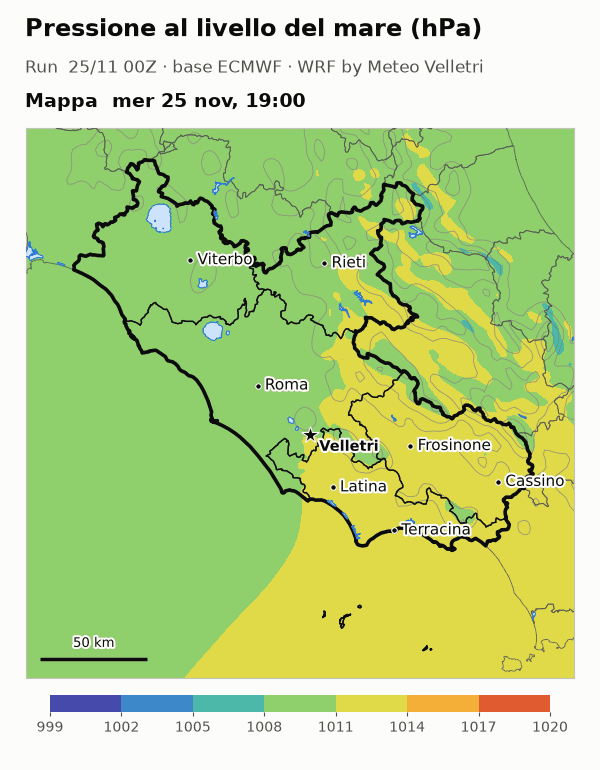 Pressione al livello del mare (hPa)
Run  25/11 00Z · base ECMWF · WRF by Meteo Velletri
Mappa  mer 25 nov, 19:00
Viterbo
Rieti
Roma
Velletri
Frosinone
Cassino
Latina
Terracina
50 km
999 1002 1005 1008 1011 1014 1017 1020